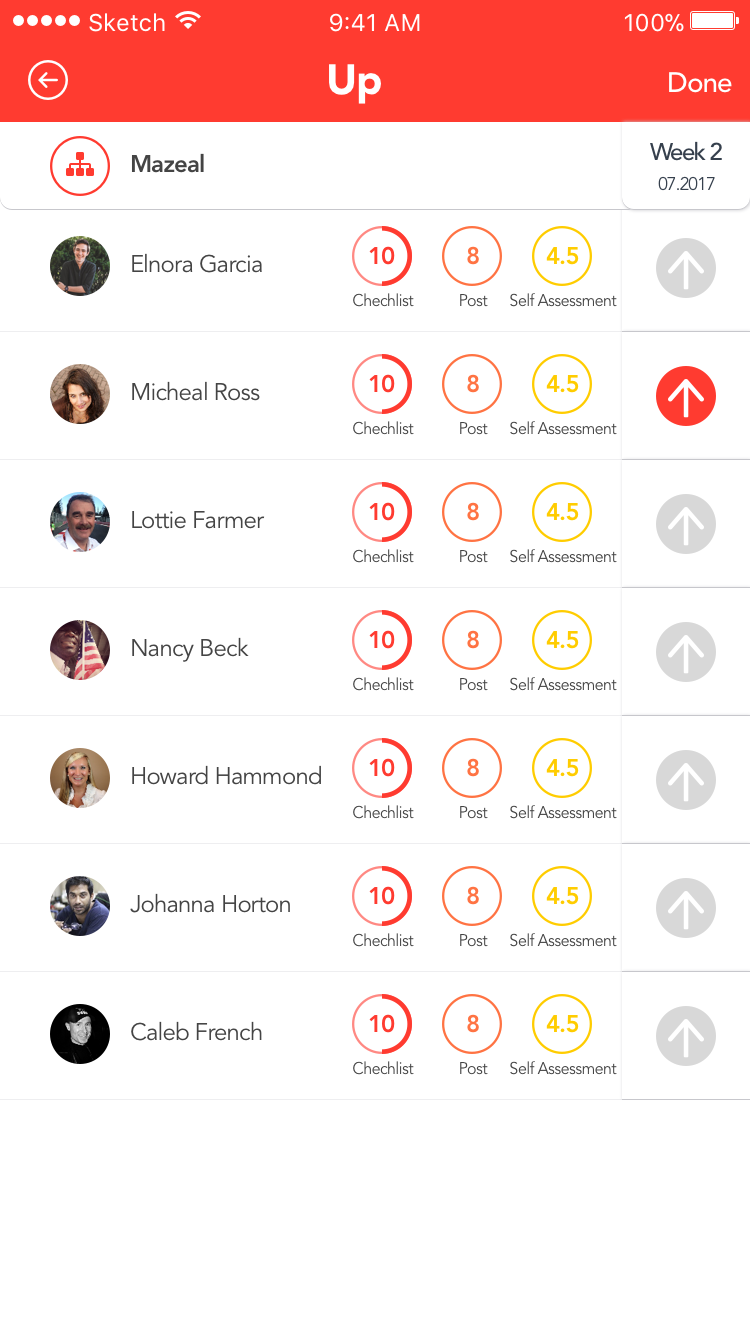 Sketch 9:41 AM 100%
Up Done
Mazeal Week 2
07.2017
Elnora Garcia 10 8 4.5
Chechlist Post Self Assessment
Micheal Ross 10 8 4.5
Chechlist Post Self Assessment
Lottie Farmer 10 8 4.5
Chechlist Post Self Assessment
Nancy Beck 10 8 4.5
Chechlist Post Self Assessment
Howard Hammond 10 8 4.5
Chechlist Post Self Assessment
Johanna Horton 10 8 4.5
Chechlist Post Self Assessment
Caleb French 10 8 4.5
Chechlist Post Self Assessment